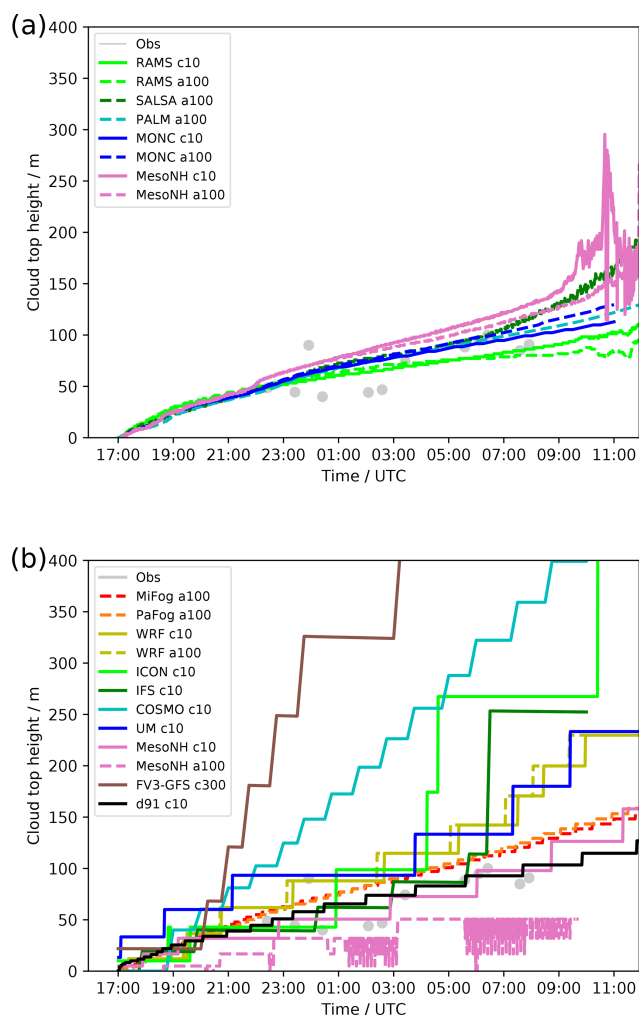 (a)
400
350
300
250
200
150
100
50
0
Cloud top height / m
Obs
RAMS c10
RAMS a100
SALSA a100
PALM a100
MONC c10
MONC a100
MesoNH c10
MesoNH a100
17:00 19:00 21:00 23:00 01:00 03:00 05:00 07:00 09:00 11:00
Time / UTC
(b)
400
350
300
250
200
150
100
50
0
Cloud top height / m
Obs
MiFog a100
PaFog a100
WRF c10
WRF a100
ICON c10
IFS c10
COSMO c10
UM c10
MesoNH c10
MesoNH a100
FV3-GFS c300
d91 c10
17:00 19:00 21:00 23:00 01:00 03:00 05:00 07:00 09:00 11:00
Time / UTC